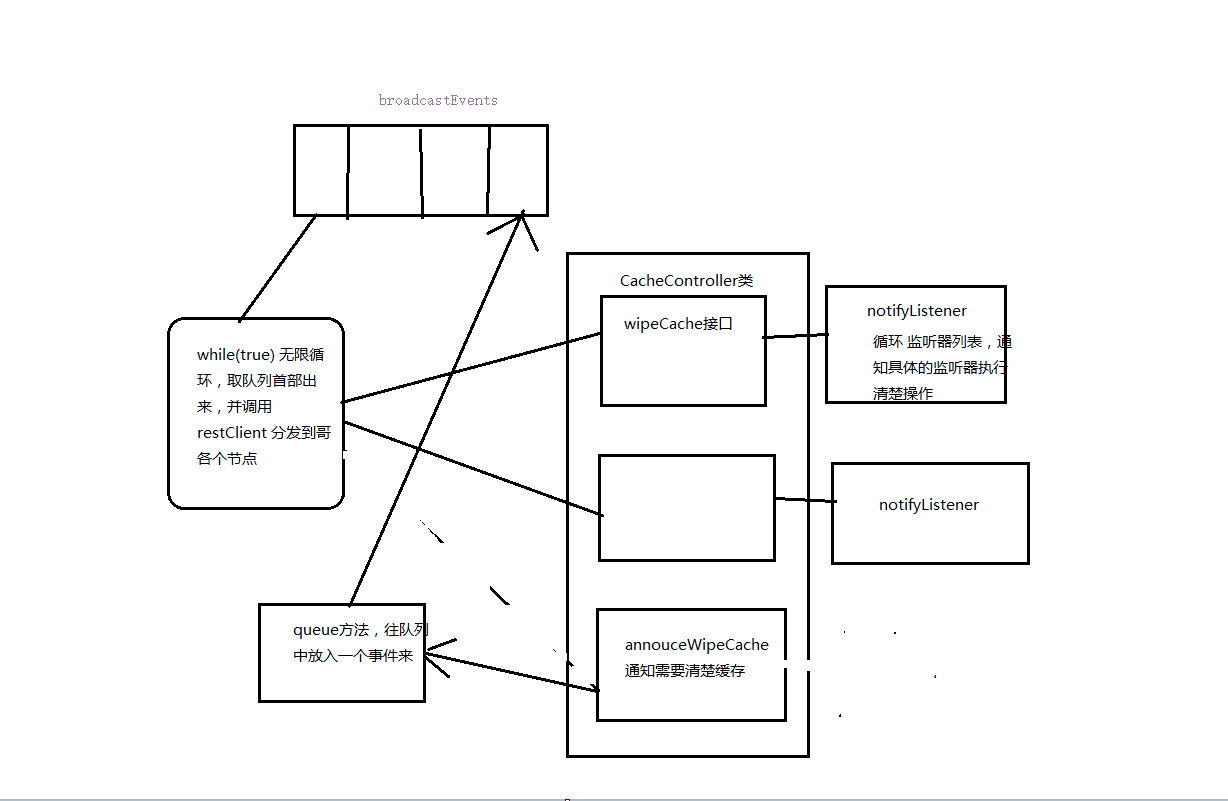 broadcastEvents
CacheController类
wipeCache接口
notifyListener
循环 监听器列表，通
知具体的监听器执行
清楚操作
while(true) 无限循
环，取队列首部出
来，并调用
restClient 分发到哥
各个节点
notifyListener
queue方法，往队列
中放入一个事件来
annouceWipeCache
通知需要清楚缓存